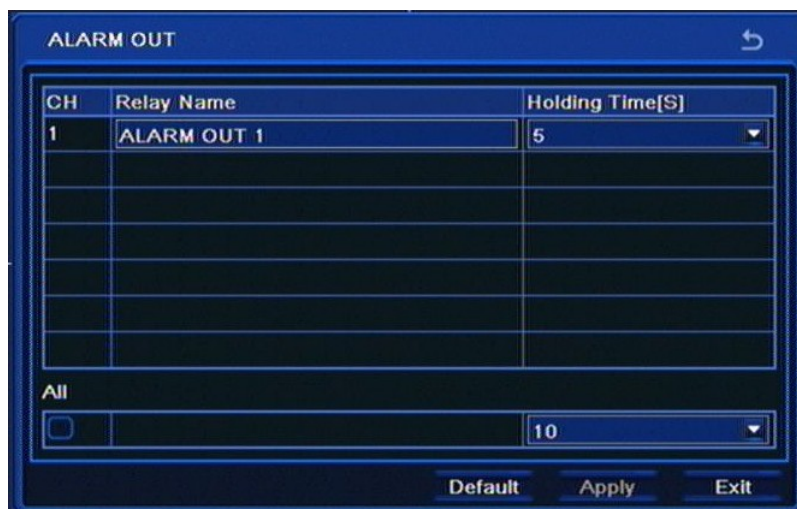 ALARM OUT
CH Relay Name Holding Time[S]
1 ALARM OUT 1 5
All
10
Default Apply Exit